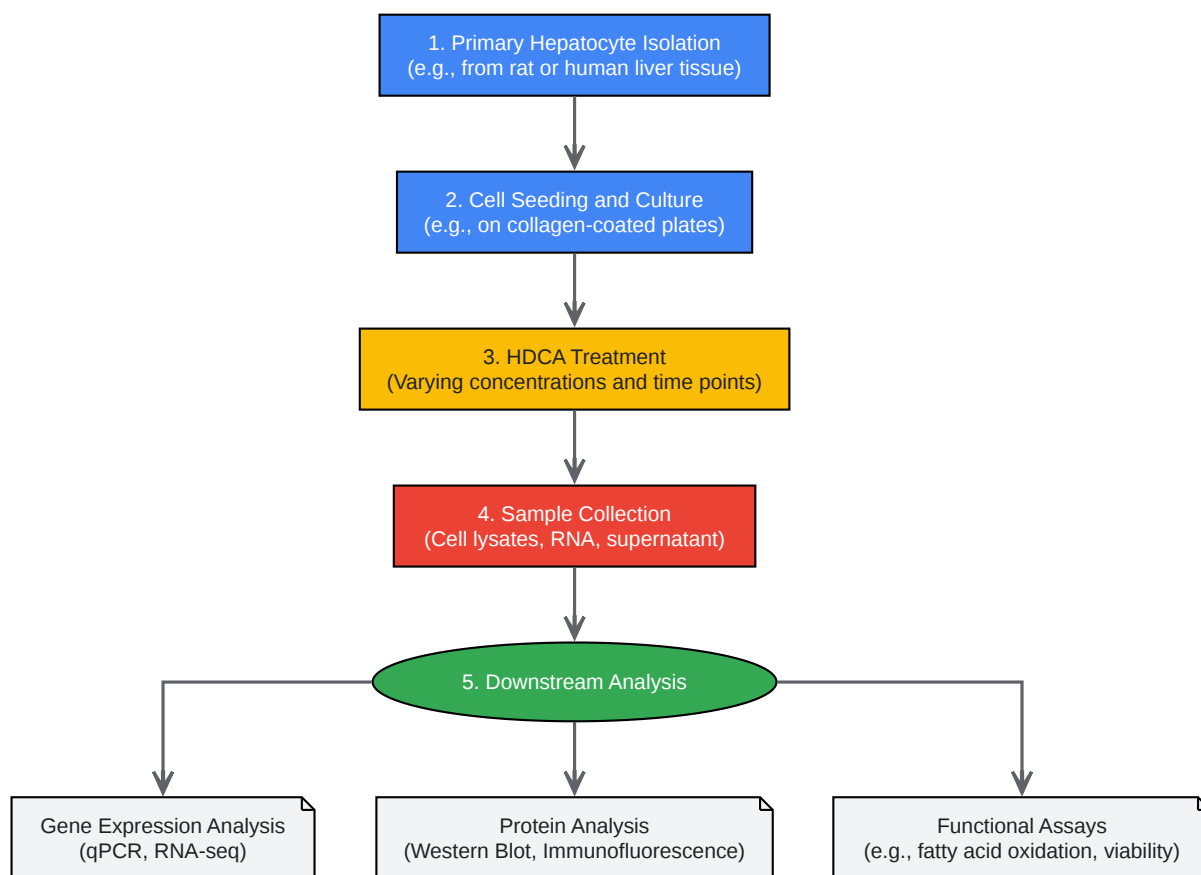 1. Primary Hepatocyte Isolation
(e.g., from rat or human liver tissue)
2. Cell Seeding and Culture
(e.g., on collagen-coated plates)
3. HDCA Treatment
(Varying concentrations and time points)
4. Sample Collection
(Cell lysates, RNA, supernatant)
5. Downstream Analysis
Gene Expression Analysis
(qPCR, RNA-seq)
Protein Analysis
(Western Blot, Immunofluorescence)
Functional Assays
(e.g., fatty acid oxidation, viability)